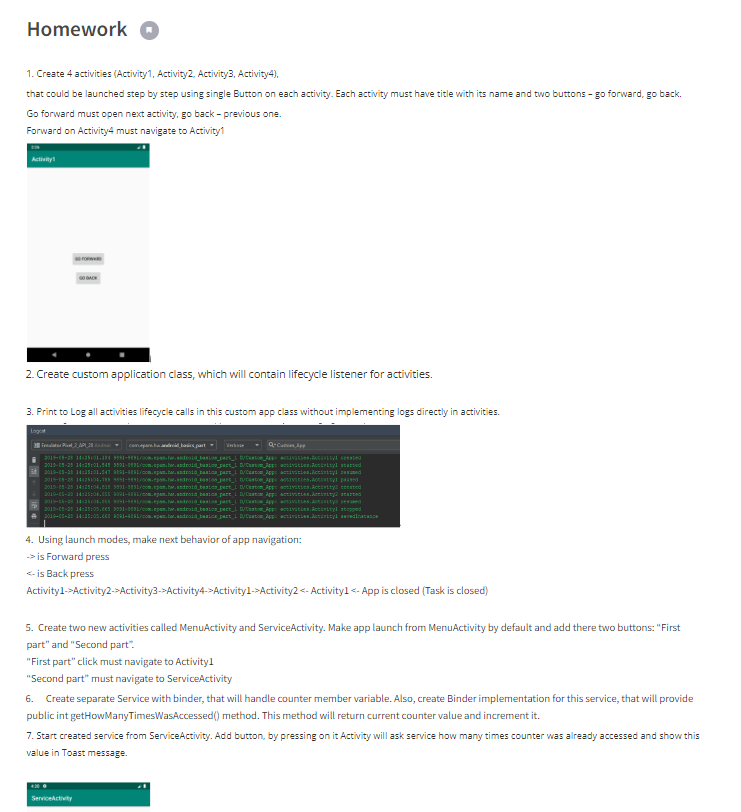 Homework
1. Create 4 activities (Activity1, Activity2, Activity3, Activity4),
that could be launched step by step using single Button on each activity. Each activity must have title with its name and two buttons – go forward, go back.
Go forward must open next activity, go back – previous one.
Forward on Activity4 must navigate to Activity1
Activity1
GO FORWARD
GO BACK
2. Create custom application class, which will contain lifecycle listener for activities.
3. Print to Log all activities lifecycle calls in this custom app class without implementing logs directly in activities.
Logcat
Emulator Pixel_2_API_28 com.epam.hw.android_basics_part Verbose Custom_App
4. Using launch modes, make next behavior of app navigation:
-> is Forward press
<- is Back press
Activity1->Activity2->Activity3->Activity4->Activity1->Activity2 <- Activity1 <- App is closed (Task is closed)
5. Create two new activities called MenuActivity and ServiceActivity. Make app launch from MenuActivity by default and add there two buttons: "First
part" and "Second part".
"First part" click must navigate to Activity1
"Second part" must navigate to ServiceActivity
6. Create separate Service with binder, that will handle counter member variable. Also, create Binder implementation for this service, that will provide
public int getHowManyTimesWasAccessed() method. This method will return current counter value and increment it.
7. Start created service from ServiceActivity. Add button, by pressing on it Activity will ask service how many times counter was already accessed and show this
value in Toast message.
ServiceActivity